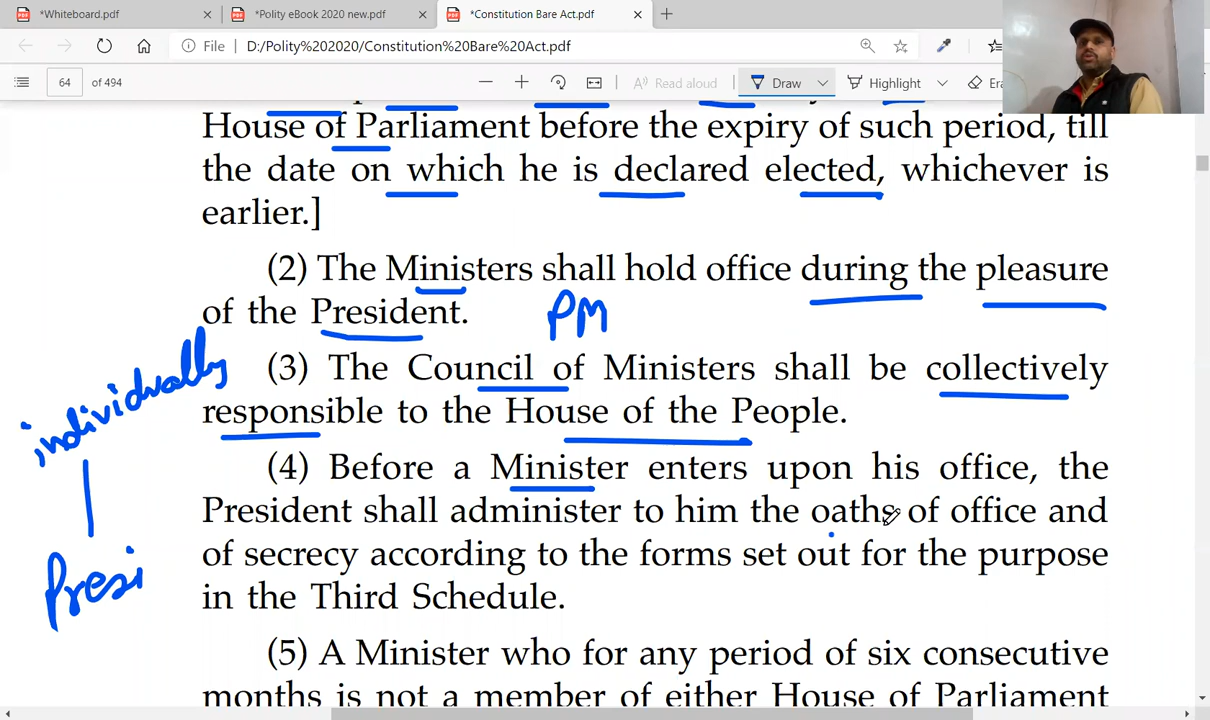 *Whiteboard.pdf
*Polity eBook 2020 new.pdf
*Constitution Bare Act.pdf
File D:/Polity%202020/Constitution%20Bare%20Act.pdf
64 of 494
Read aloud
Draw
Highlight
Era
House of Parliament before the expiry of such period, till
the date on which he is declared elected, whichever is
earlier.]
(2) The Ministers shall hold office during the pleasure
of the President.
PM
(3) The Council of Ministers shall be collectively
responsible to the House of the People.
individually
Presi
(4) Before a Minister enters upon his office, the
President shall administer to him the oaths of office and
of secrecy according to the forms set out for the purpose
in the Third Schedule.
(5) A Minister who for any period of six consecutive
months is not a member of either House of Parliament